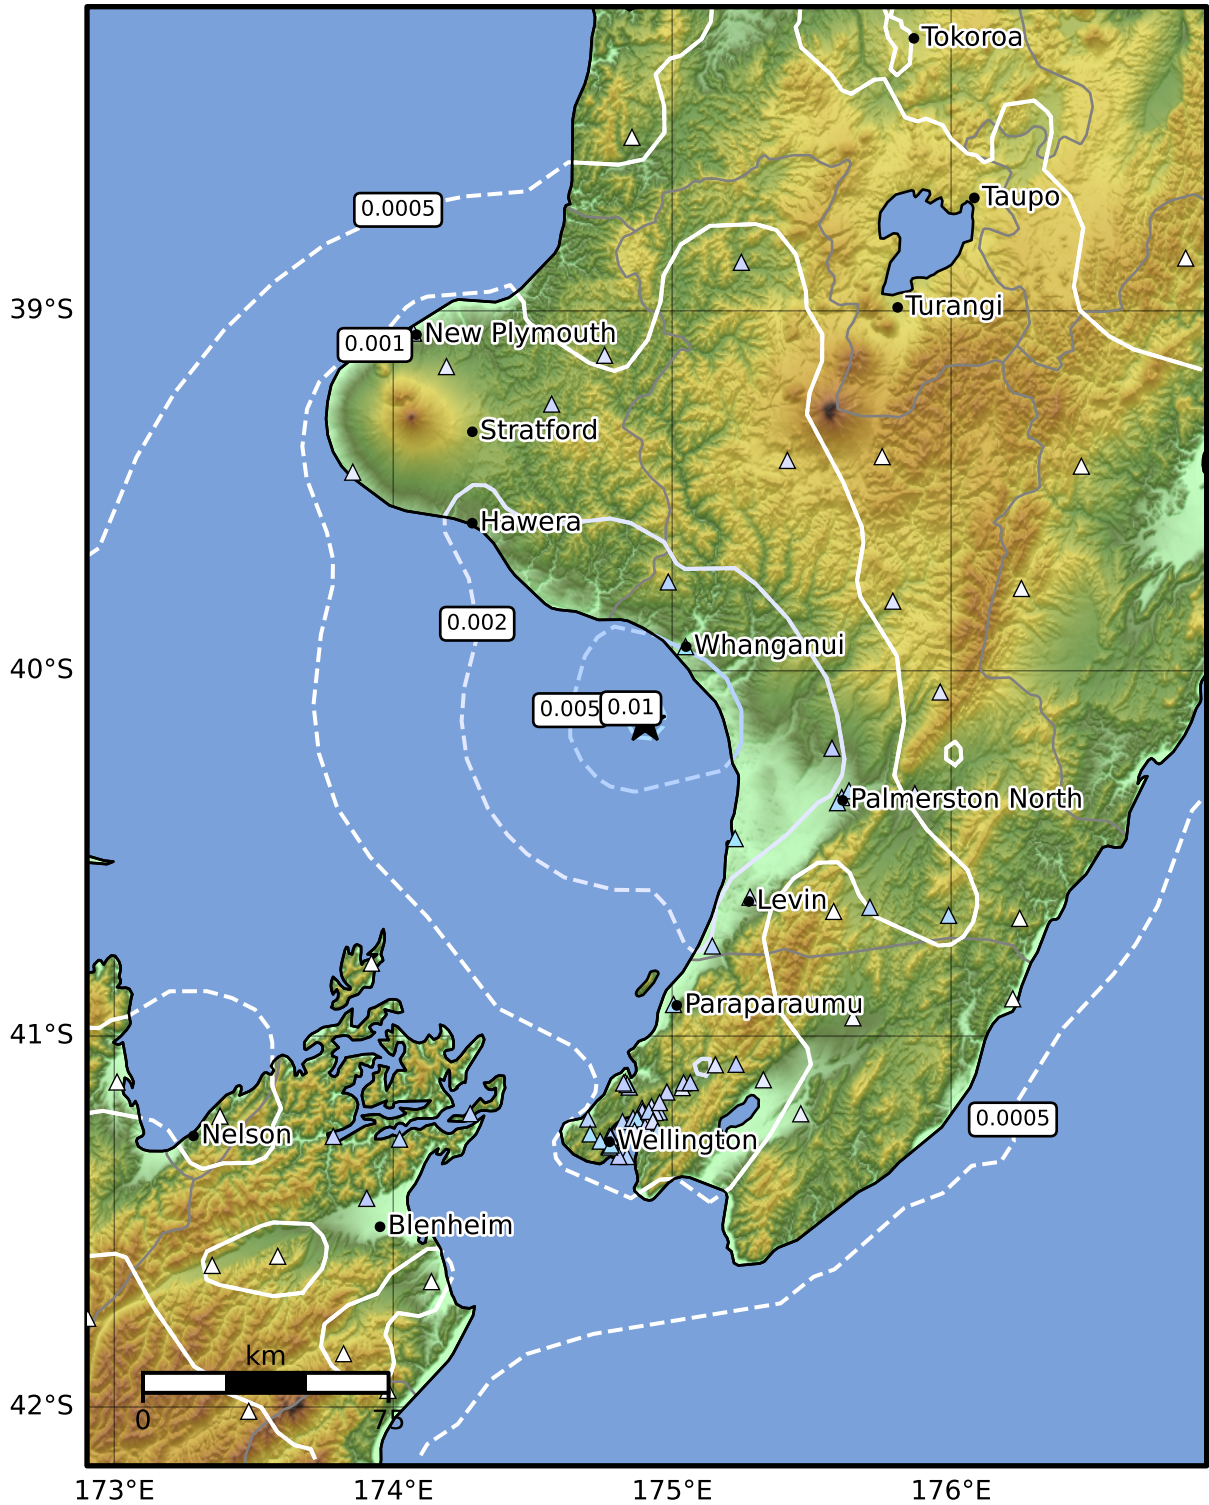 Tokoroa
Taupo
0.0005
39°S
Turangi
New Plymouth
0.001
Stratford
Hawera
0.002
Whanganui
40°S
0.005
0.01
Palmerston North
Levin
Paraparaumu
41°S
0.0005
Nelson
Wellington
Blenheim
km
0
75
42°S
173°E
174°E
175°E
176°E